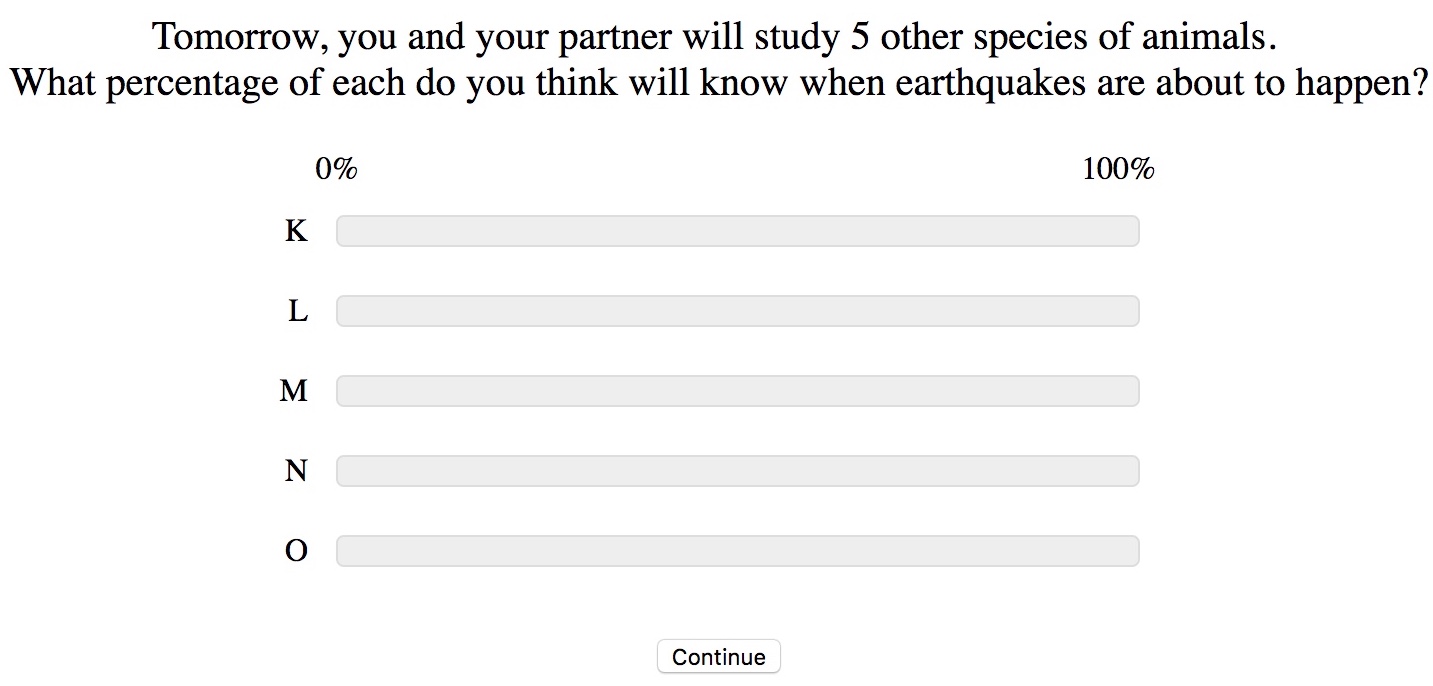 Tomorrow, you and your partner will study 5 other species of animals.
What percentage of each do you think will know when earthquakes are about to happen?
0% 100%
K
L
M
N
O
Continue